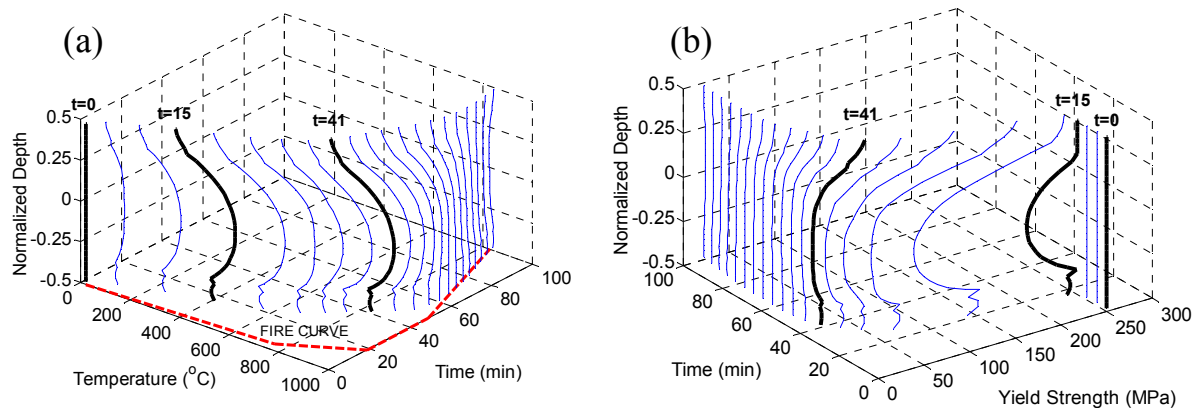 (a)
Normalized Depth
0.5
0.25
0
-0.25
-0.5
t=0
t=15
t=41
FIRE CURVE
0
200
400
600
800
1000
Temperature (°C)
0
20
40
60
80
100
Time (min)
(b)
Normalized Depth
0.5
0.25
0
-0.25
-0.5
t=41
t=15
t=0
100
80
60
40
20
0
Time (min)
0
50
100
150
200
250
300
Yield Strength (MPa)